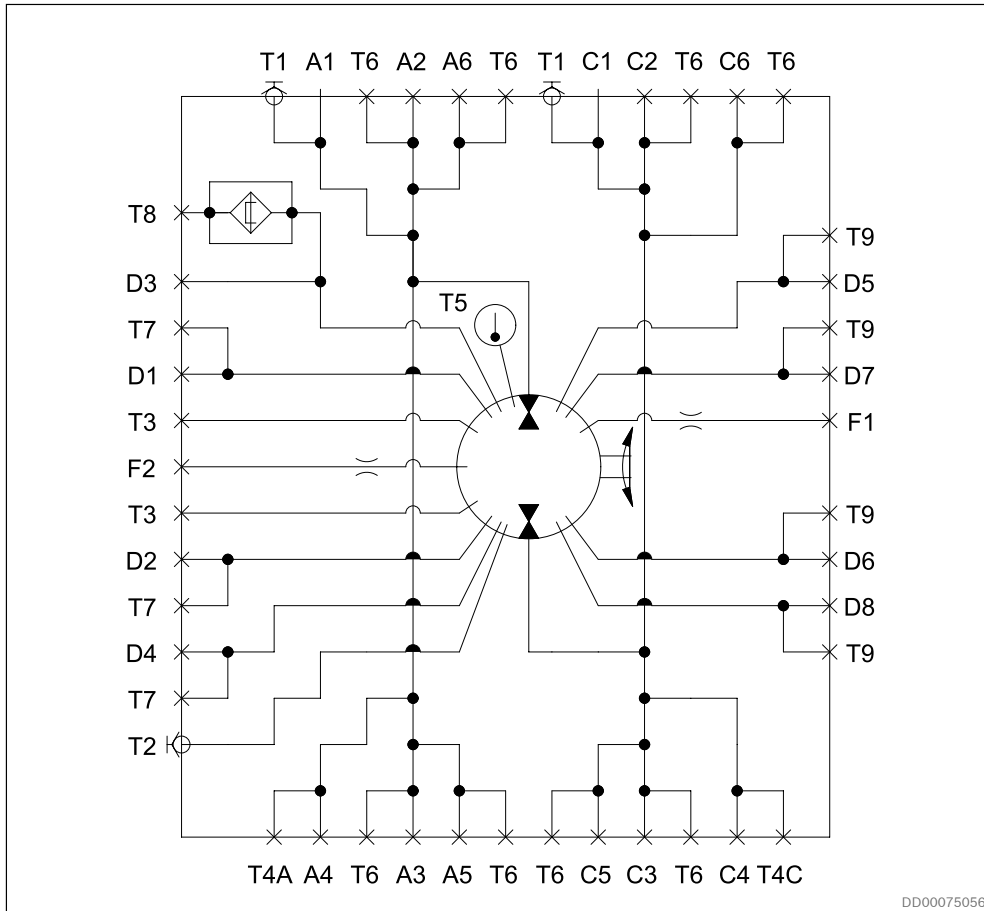 T1 A1 T6 A2 A6 T6 T1 C1 C2 T6 C6 T6
T8
T9
D3
T5
D5
T7
T9
D1
D7
T3
F1
F2
T3
T9
D2
D6
T7
D8
D4
T9
T7
T2
T4A A4 T6 A3 A5 T6 T6 C5 C3 T6 C4 T4C
DD00075056